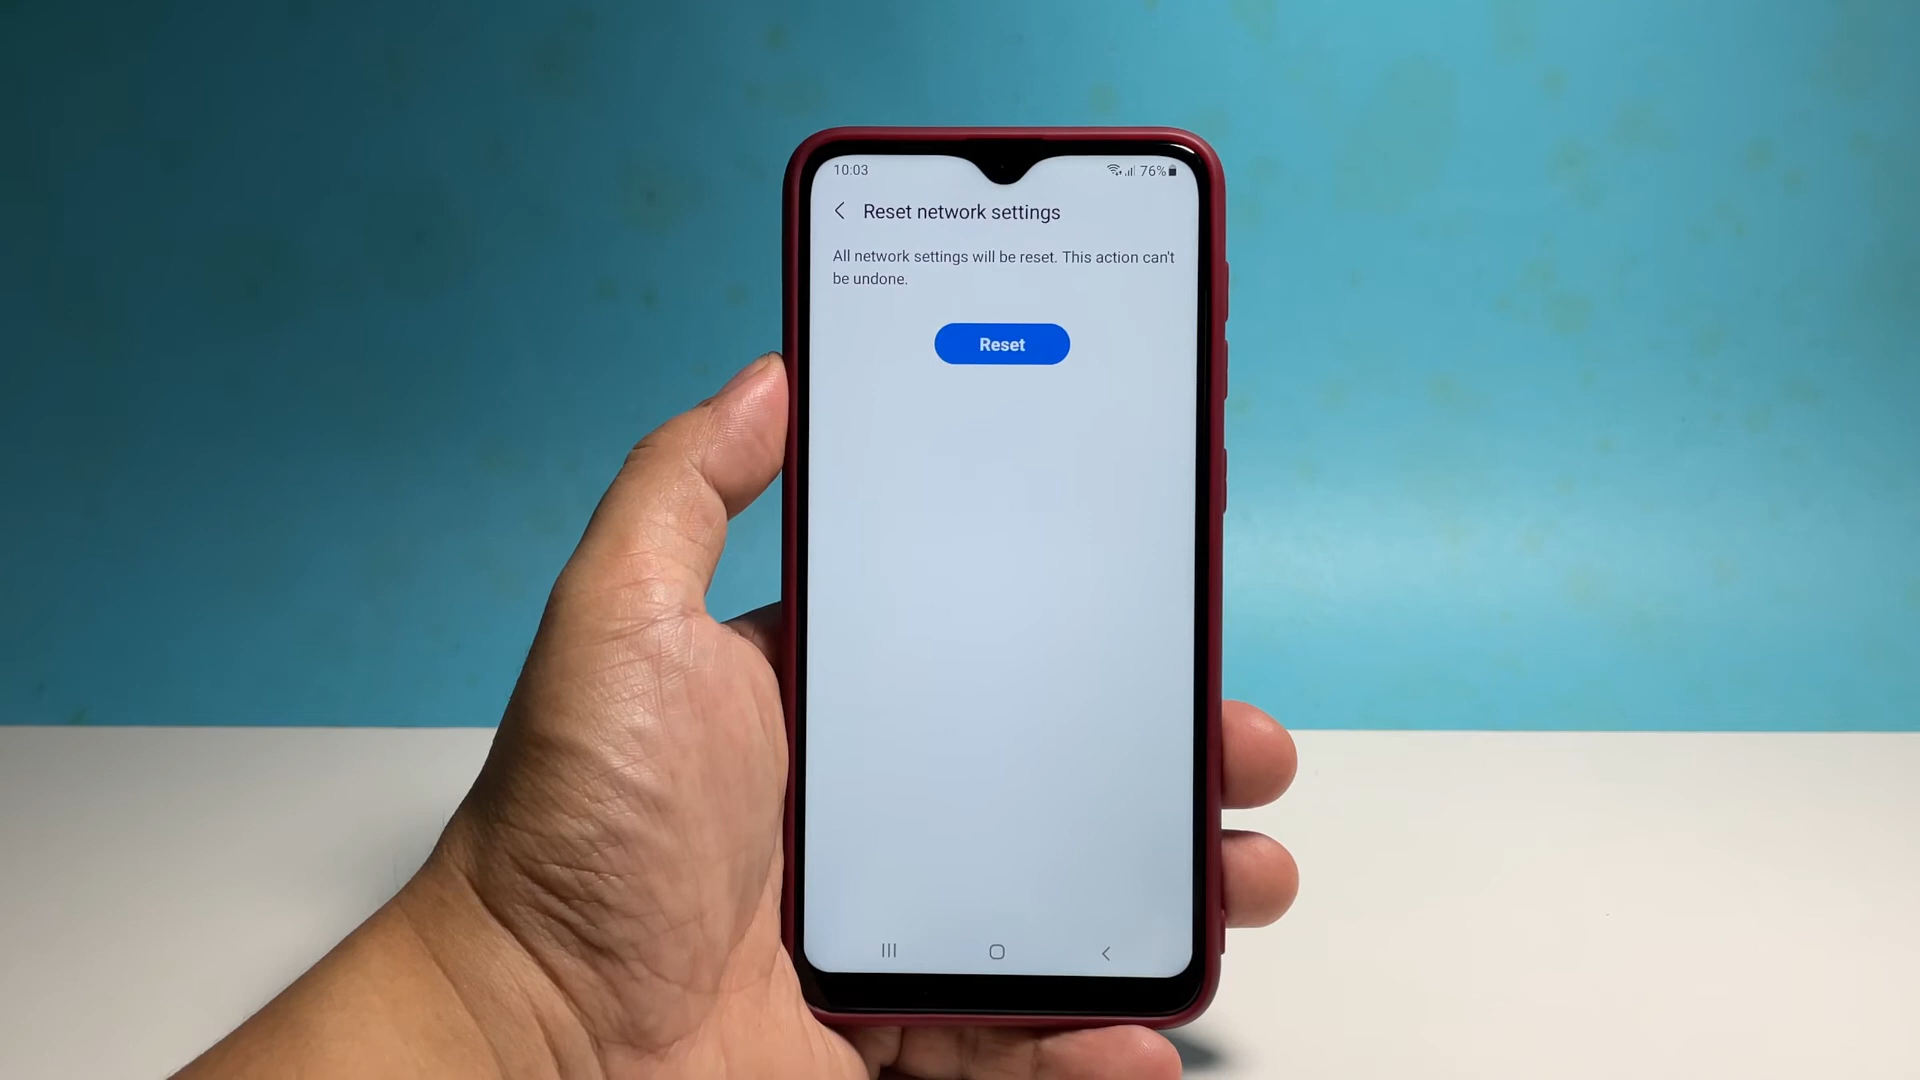 10:03 76%
Reset network settings
All network settings will be reset. This action can't
be undone.
Reset